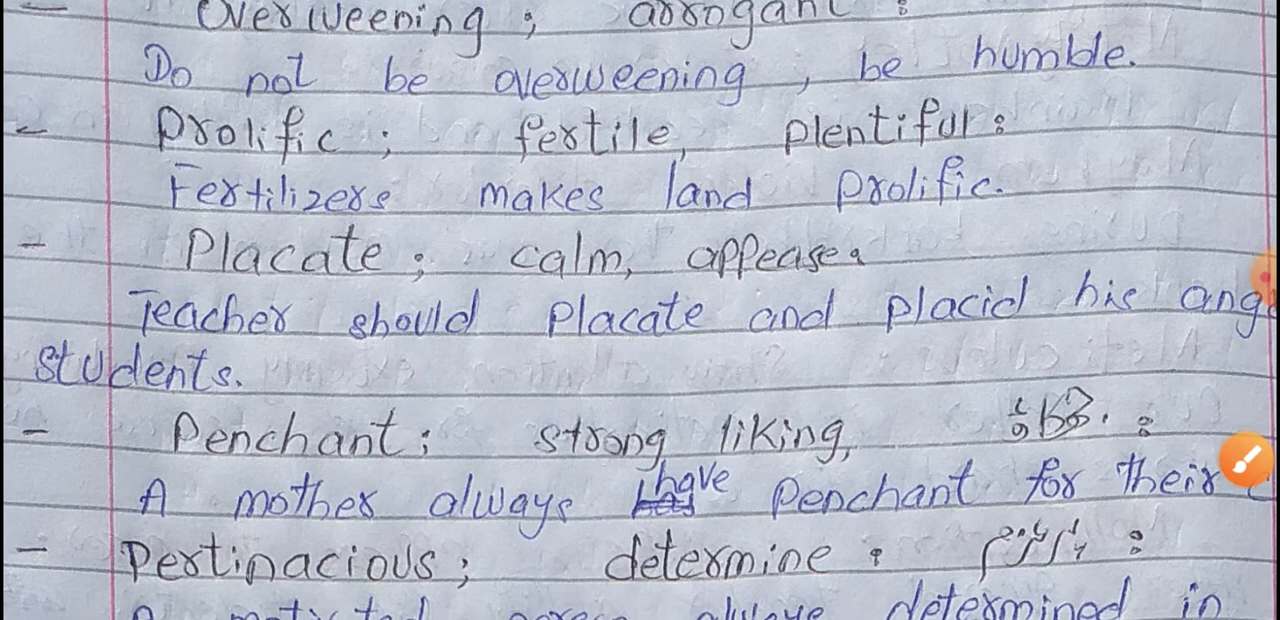 Overweening ; arrogant :
Do not be overweening , be humble.
Prolific ; fertile, Plentiful :
Fertilizers makes land Prolific.
- Placate ; calm, appease.
Teacher should Placate and Placid his
students.
- Penchant ; strong liking,
A mother always have Penchant for their
- Pertinacious ; determine :
always determined in